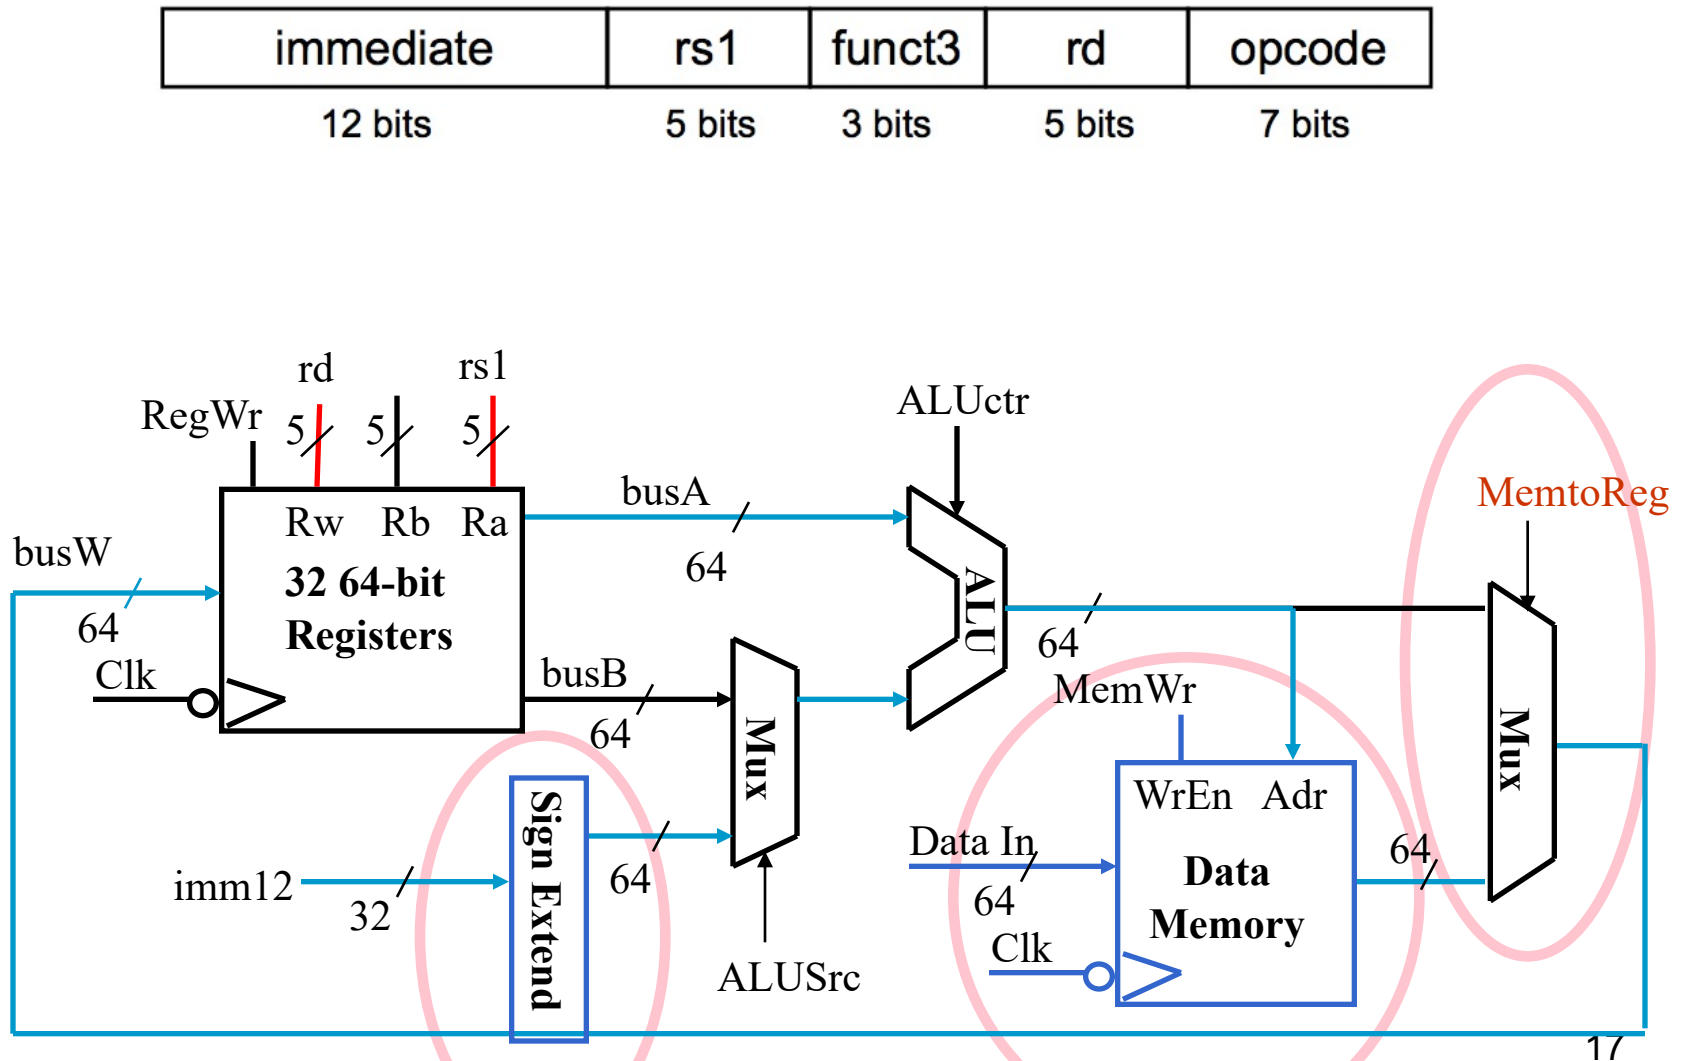 immediate rs1 funct3 rd opcode
12 bits 5 bits 3 bits 5 bits 7 bits
rd rs1
RegWr 5 5 5
ALUctr
busA
64
MemtoReg
Rw Rb Ra
busW
64
32 64-bit
Registers
Clk
ALU
64
busB
64
Mux
MemWr
Mux
WrEn Adr
Sign Extend
64
imm12
32
ALUSrc
Data In
64
Data
Memory
64
Clk
17